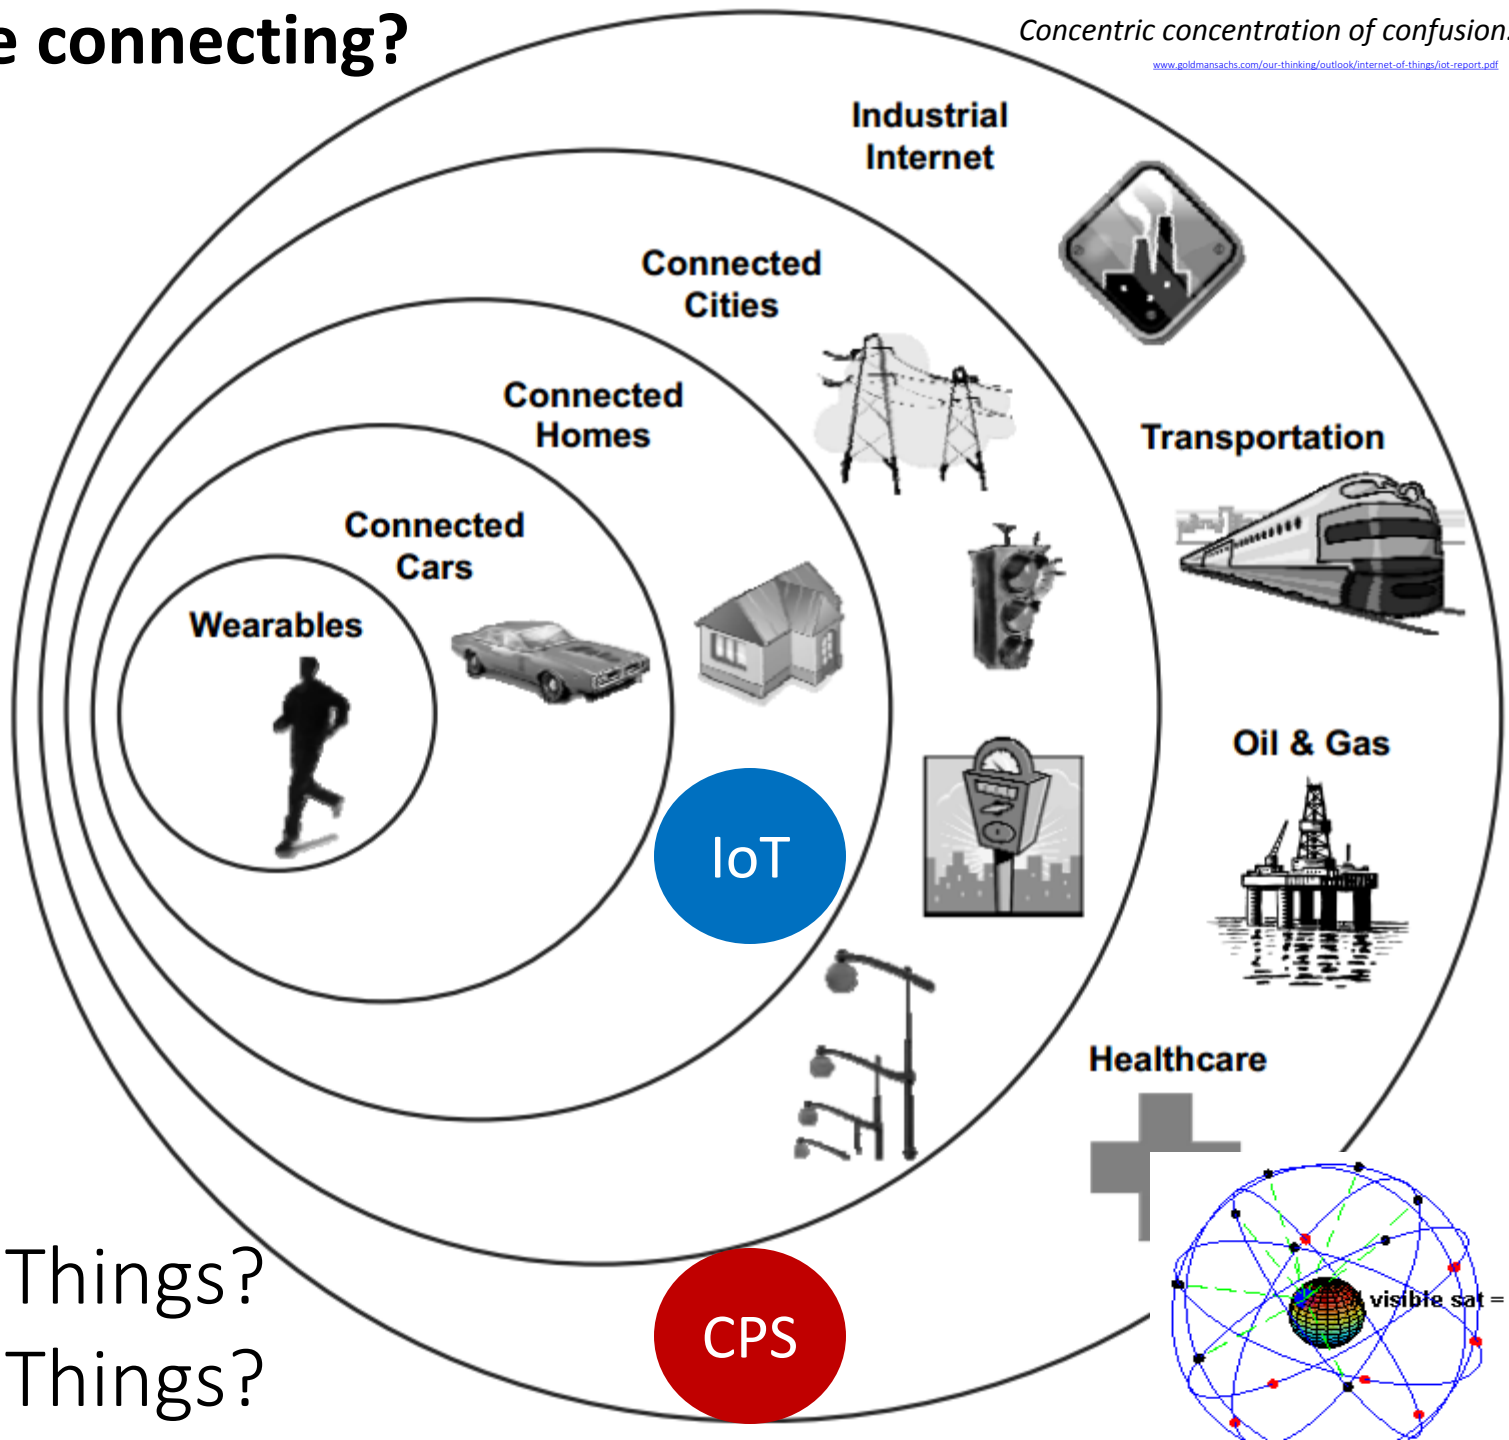 e connecting?
Concentric concentration of confusion.
www.goldmansachs.com/our-thinking/outlook/internet-of-things/iot-report.pdf
Industrial
Internet
Connected
Cities
Connected
Homes
Transportation
Connected
Cars
Wearables
Oil & Gas
IoT
Healthcare
Things?
visible sat =
CPS
Things?